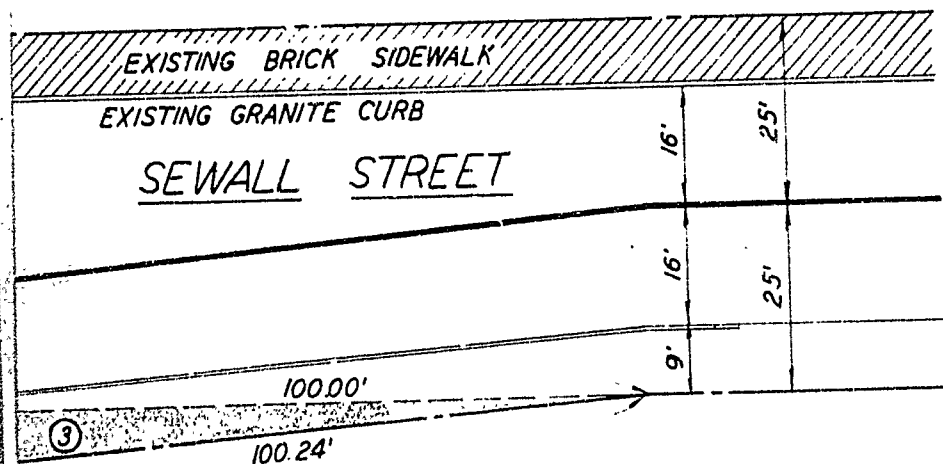 EXISTING BRICK SIDEWALK
EXISTING GRANITE CURB
SEWALL STREET
16'
25'
16'
25'
9'
100.00'
3
100.24'